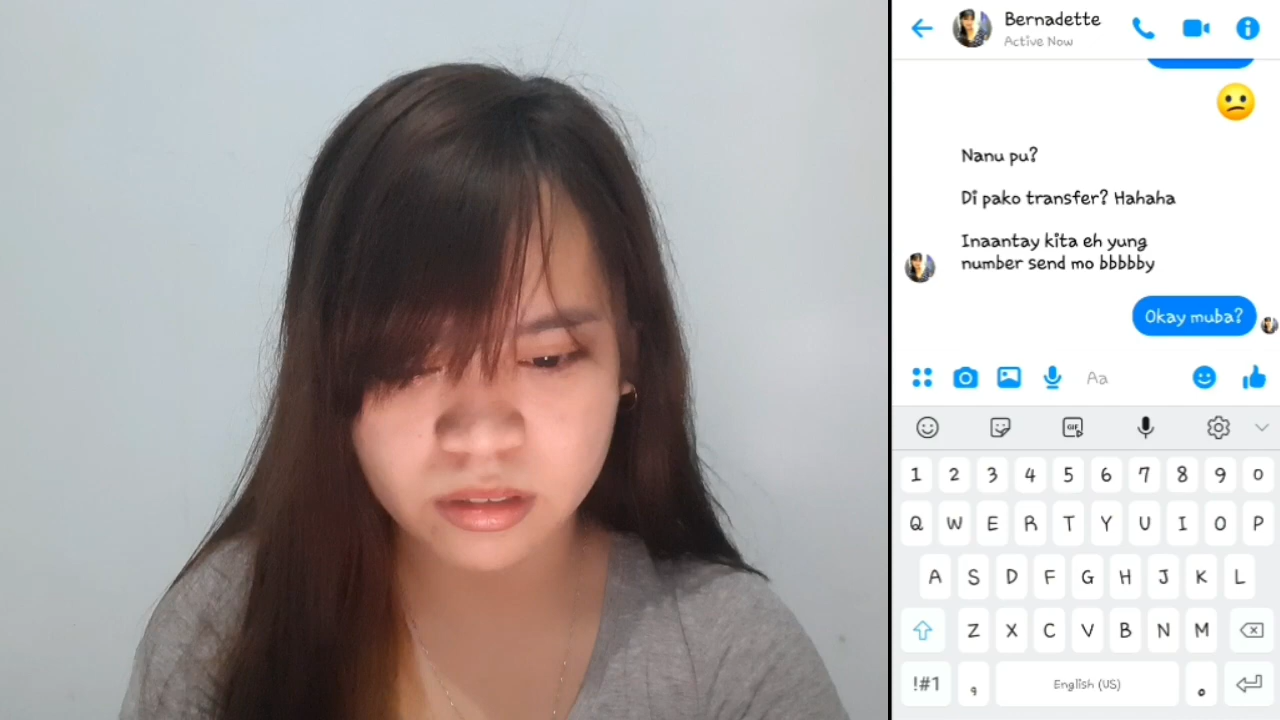 Bernadette
Active Now
Nanu pu?
Di pako transfer? Hahaha
Inaantay kita eh yung
number send mo bbbbby
Okay muba?
Aa
GIF
1 2 3 4 5 6 7 8 9 0
Q W E R T Y U I O P
A S D F G H J K L
Z X C V B N M
!#1 , English (US) .